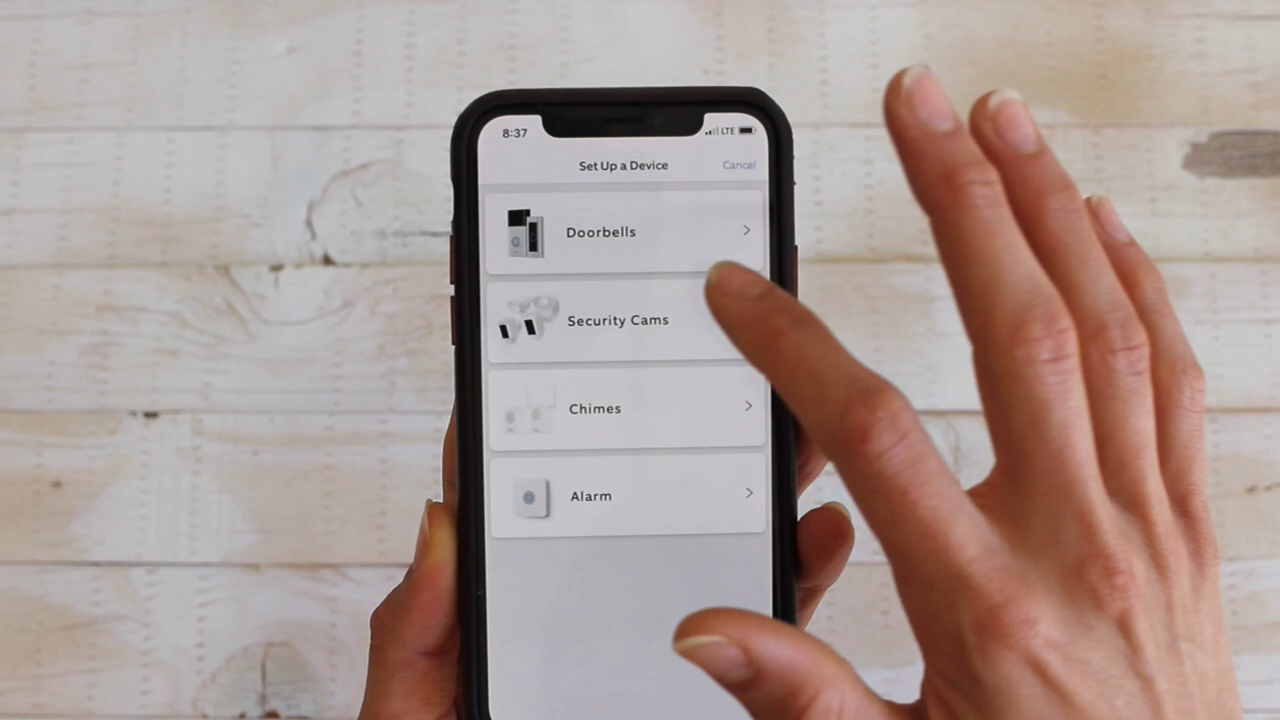 8:37
LTE
Set Up a Device
Cancel
Doorbells
Security Cams
Chimes
Alarm